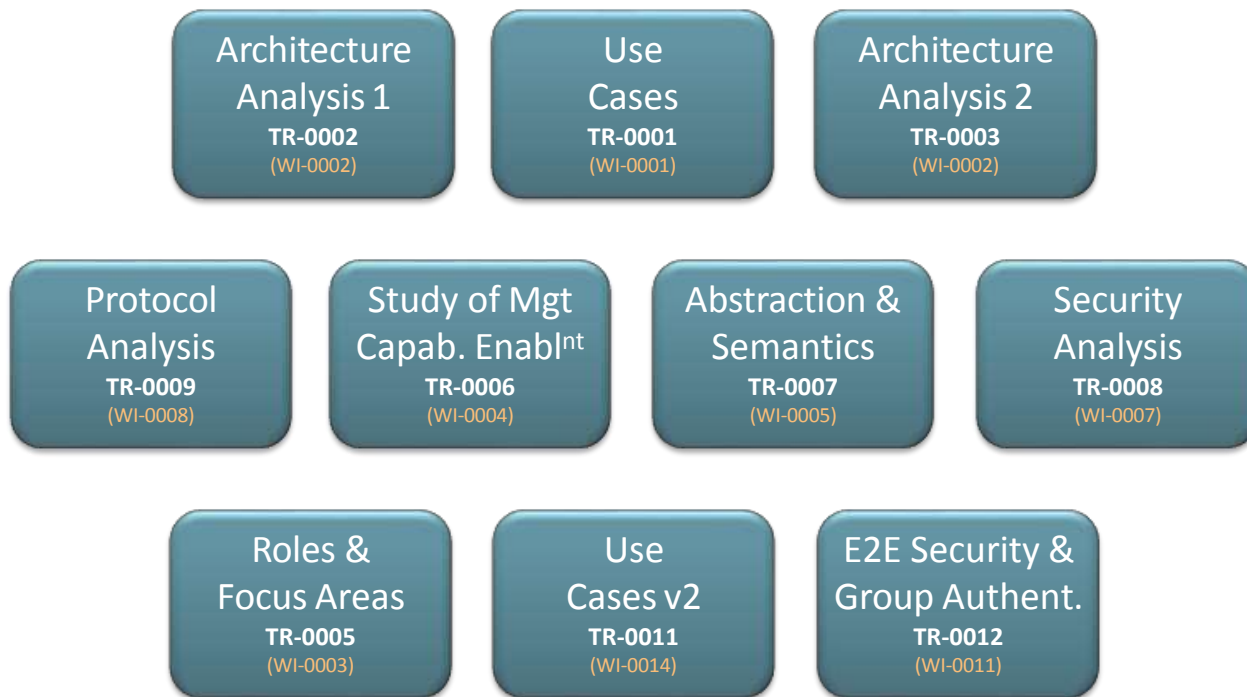 Architecture
Analysis 1
TR-0002
(WI-0002)
Use
Cases
TR-0001
(WI-0001)
Architecture
Analysis 2
TR-0003
(WI-0002)
Protocol
Analysis
TR-0009
(WI-0008)
Study of Mgt
Capab. Enablnt
TR-0006
(WI-0004)
Abstraction &
Semantics
TR-0007
(WI-0005)
Security
Analysis
TR-0008
(WI-0007)
Roles &
Focus Areas
TR-0005
(WI-0003)
Use
Cases v2
TR-0011
(WI-0014)
E2E Security &
Group Authent.
TR-0012
(WI-0011)